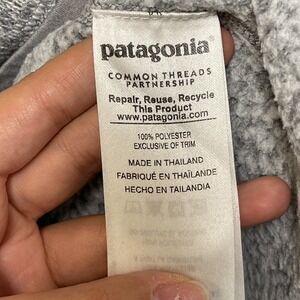 patagonia®
COMMON THREADS
PARTNERSHIP
Repair, Reuse, Recycle
This Product
www.patagonia.com
100% POLYESTER
EXCLUSIVE OF TRIM
MADE IN THAILAND
FABRIQUÉ EN THAÏLANDE
HECHO EN TAILANDIA